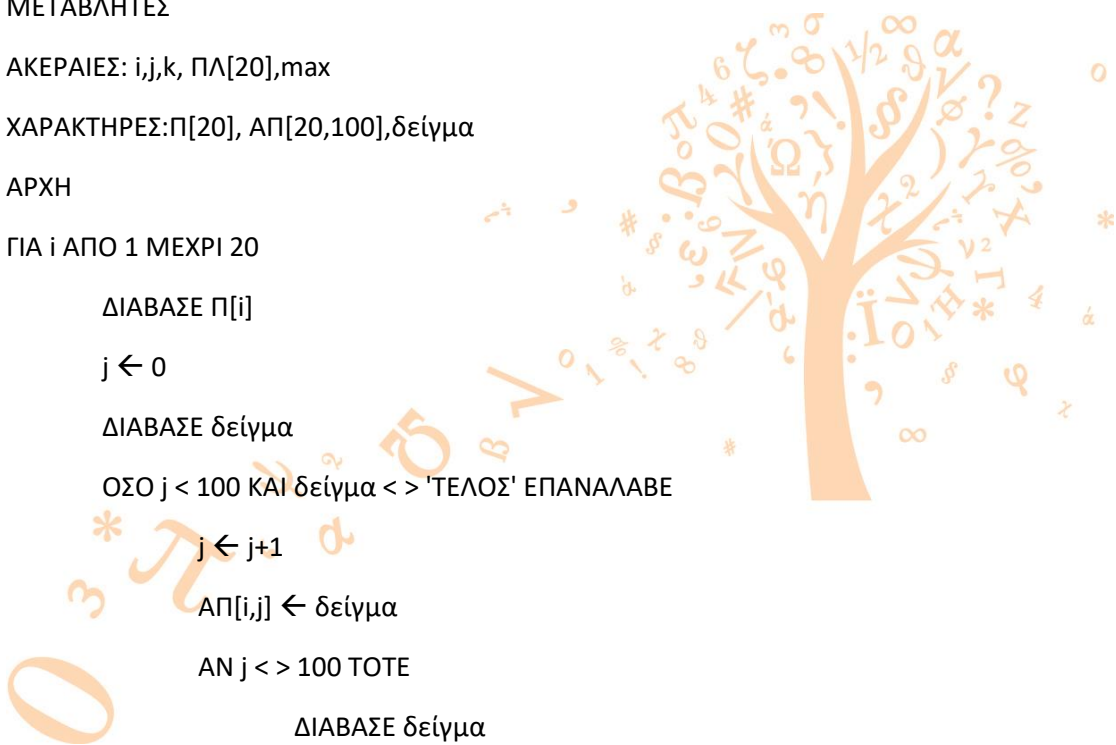 ΜΕΤΑΒΛΗΤΕΣ
ΑΚΕΡΑΙΕΣ: i,j,k, ΠΛ[20],max
ΧΑΡΑΚΤΗΡΕΣ:Π[20], ΑΠ[20,100],δείγμα
ΑΡΧΗ
ΓΙΑ i ΑΠΟ 1 ΜΕΧΡΙ 20
ΔΙΑΒΑΣΕ Π[i]
j ← 0
ΔΙΑΒΑΣΕ δείγμα
ΟΣΟ j < 100 ΚΑΙ δείγμα < > 'ΤΕΛΟΣ' ΕΠΑΝΑΛΑΒΕ
j ← j+1
ΑΠ[i,j] ← δείγμα
ΑΝ j < > 100 ΤΟΤΕ
ΔΙΑΒΑΣΕ δείγμα